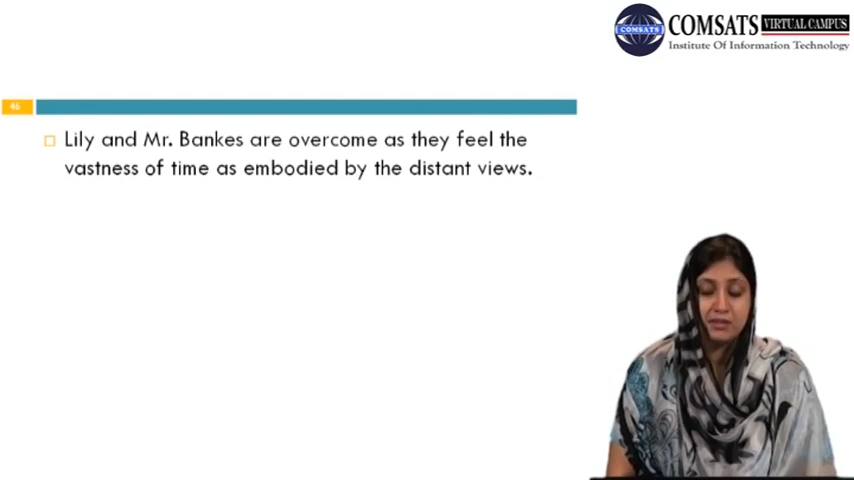 COMSATS
COMSATS VIRTUAL CAMPUS
Institute Of Information Technology
46
Lily and Mr. Bankes are overcome as they feel the
vastness of time as embodied by the distant views.